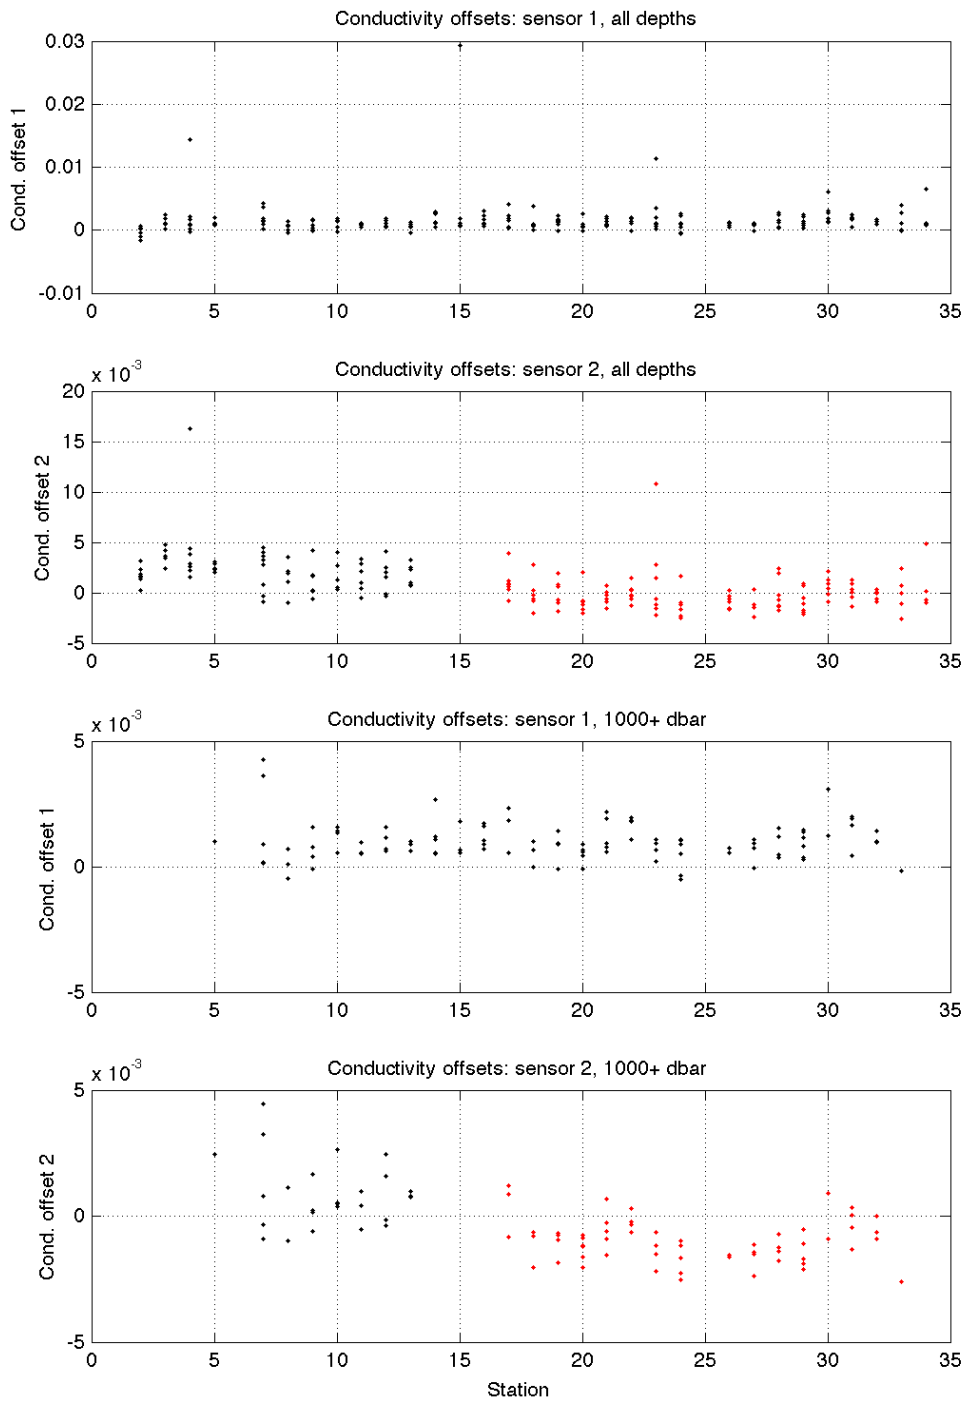 Conductivity offsets: sensor 1, all depths
0.03
0.02
0.01
0
-0.01
Cond. offset 1
0 5 10 15 20 25 30 35
Conductivity offsets: sensor 2, all depths
x 10^-3
20
15
10
5
0
-5
Cond. offset 2
0 5 10 15 20 25 30 35
Conductivity offsets: sensor 1, 1000+ dbar
x 10^-3
5
0
-5
Cond. offset 1
0 5 10 15 20 25 30 35
Conductivity offsets: sensor 2, 1000+ dbar
x 10^-3
5
0
-5
Cond. offset 2
0 5 10 15 20 25 30 35
Station